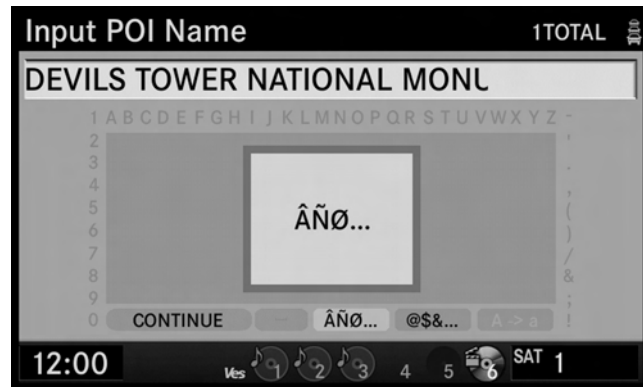 Input POI Name 1TOTAL
DEVILS TOWER NATIONAL MONU
1 A B C D E F G H I J K L M N O P Q R S T U V W X Y Z -
2 '
3 .
4 ,
5 (
6 )
7 /
8 &
9 ;
0 CONTINUE ÂÑØ... @$&... A -> a !
ÂÑØ...
12:00 Ves 1 2 3 4 5 6 SAT 1